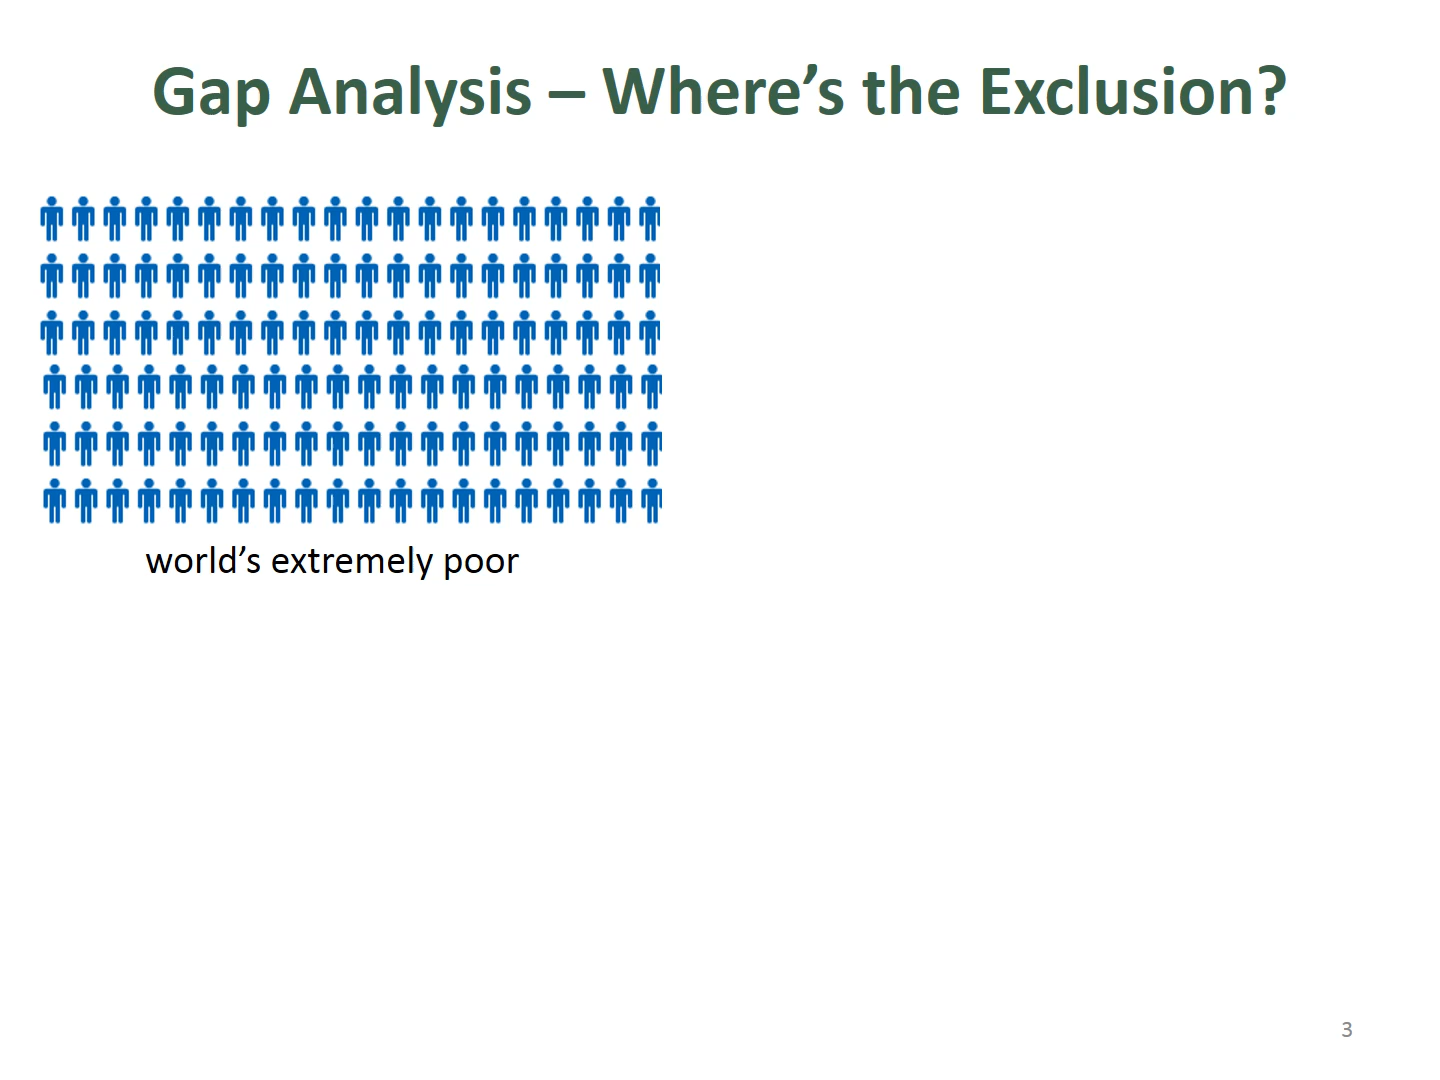 Gap Analysis – Where’s the Exclusion?
world’s extremely poor
3